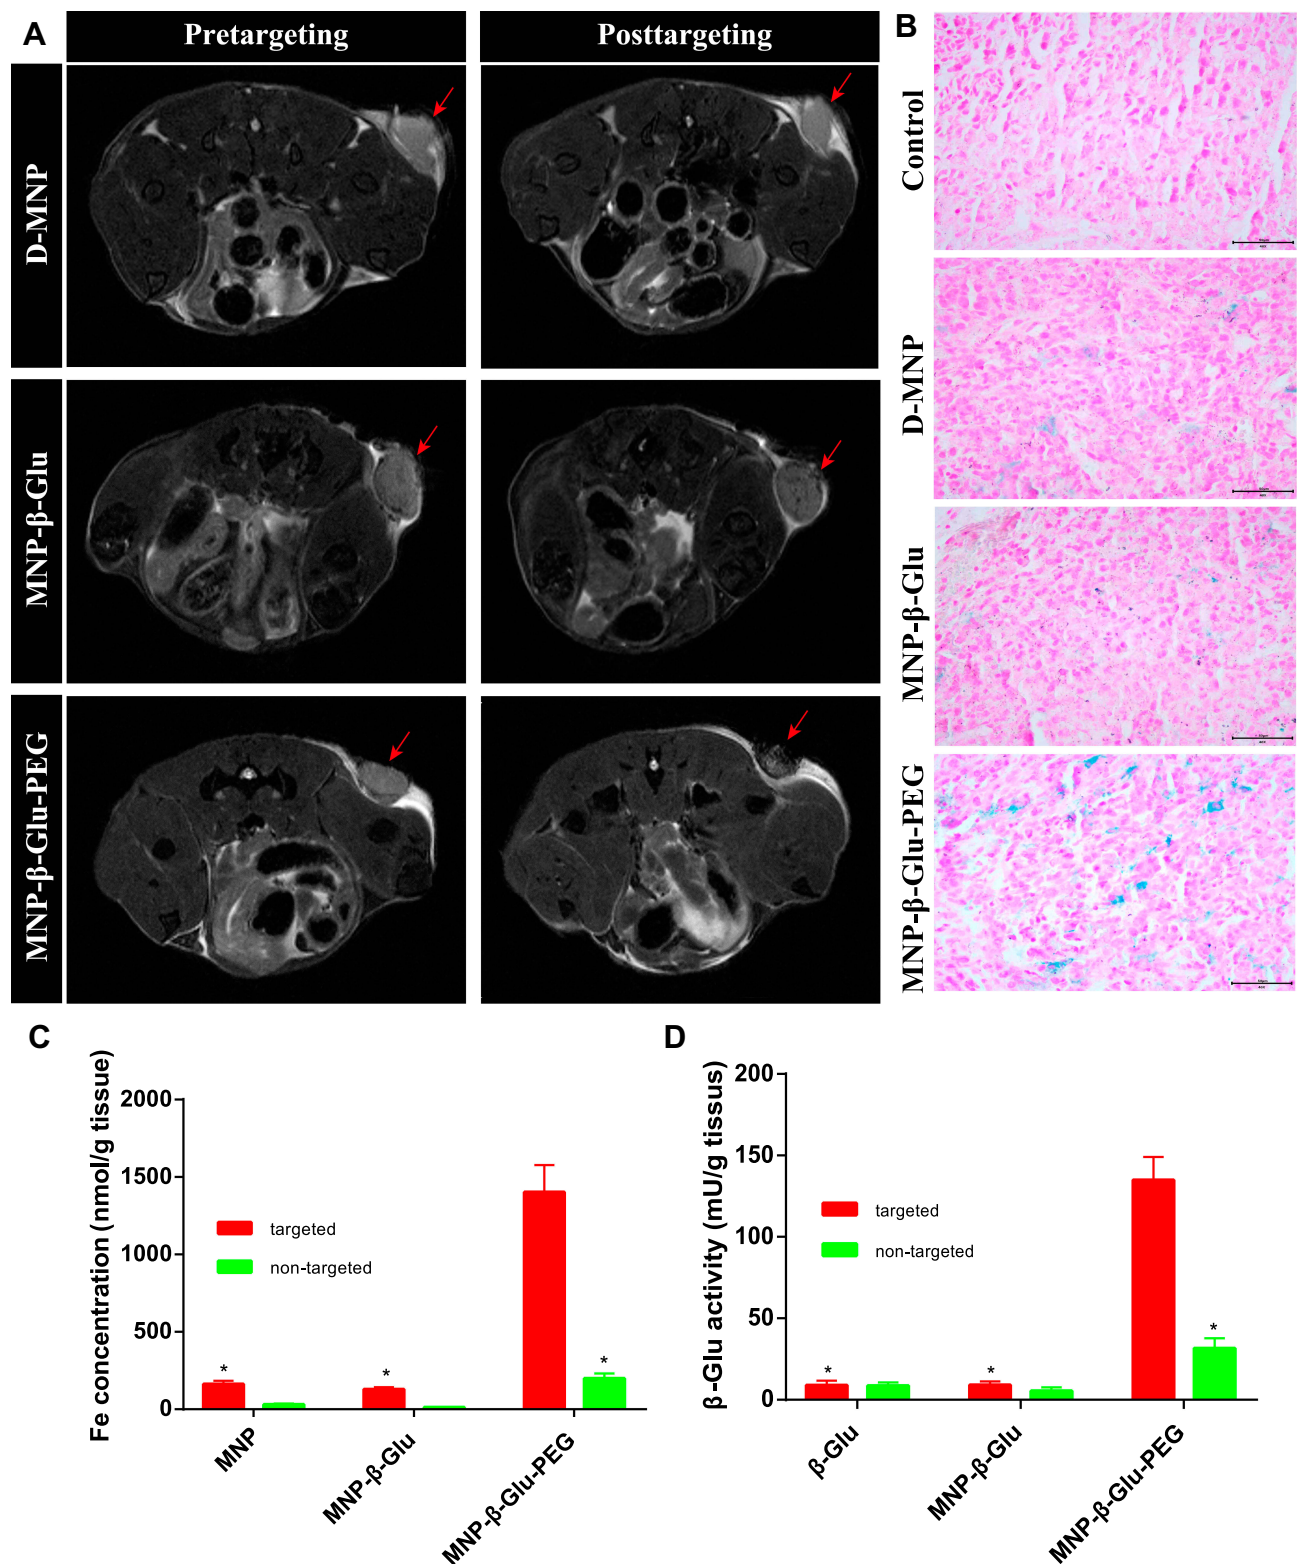 A
Pretargeting
Posttargeting
D-MNP
MNP-β-Glu
MNP-β-Glu-PEG
B
Control
D-MNP
MNP-β-Glu
MNP-β-Glu-PEG
C
Fe concentration (nmol/g tissue)
2000
1500
1000
500
0
targeted
non-targeted
*
*
*
MNP
MNP-β-Glu
MNP-β-Glu-PEG
D
β-Glu activity (mU/g tissus)
200
150
100
50
0
targeted
non-targeted
*
*
*
β-Glu
MNP-β-Glu
MNP-β-Glu-PEG